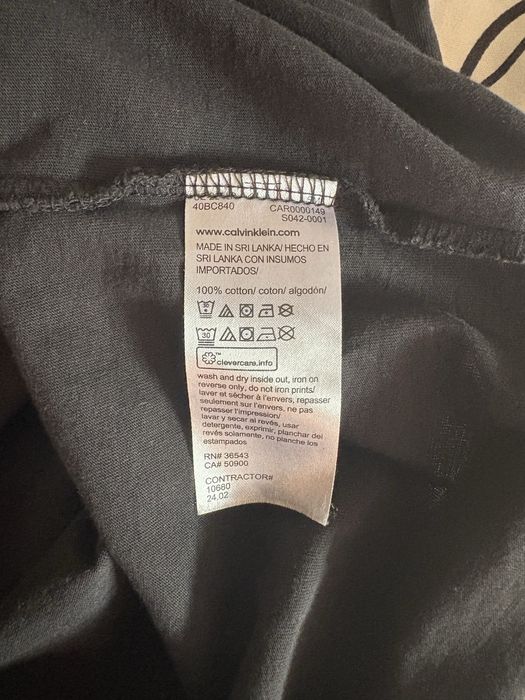 40BC840 CAR0000149
S042-0001
www.calvinklein.com
MADE IN SRI LANKA/ HECHO EN
SRI LANKA CON INSUMOS
IMPORTADOS/
100% cotton/ coton/ algodón/
30
30
clevercare.info
TM
wash and dry inside out, iron on
reverse only, do not iron prints/
laver et sécher à l'envers, repasser
seulement sur l'envers, ne pas
repasser l'impression/
lavar y secar al revés, usar
detergente, exprimir, planchar del
revés solamente, no planche los
estampados
RN# 36543
CA# 50900
CONTRACTOR#
10680
24.02